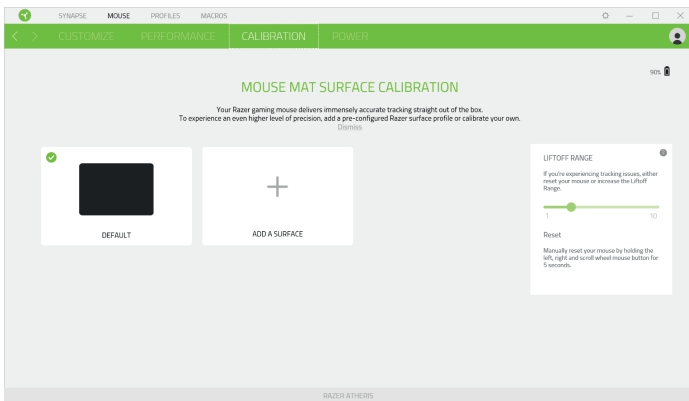 SYNAPSE MOUSE PROFILES MACROS
CUSTOMIZE PERFORMANCE CALIBRATION POWER
90%
MOUSE MAT SURFACE CALIBRATION
Your Razer gaming mouse delivers immensely accurate tracking straight out of the box.
To experience an even higher level of precision, add a pre-configured Razer surface profile or calibrate your own.
Dismiss
DEFAULT
ADD A SURFACE
LIFTOFF RANGE
If you're experiencing tracking issues, either
reset your mouse or increase the Liftoff
Range.
1 10
Reset
Manually reset your mouse by holding the
left, right and scroll wheel mouse button for
5 seconds.
RAZER ATHERIS